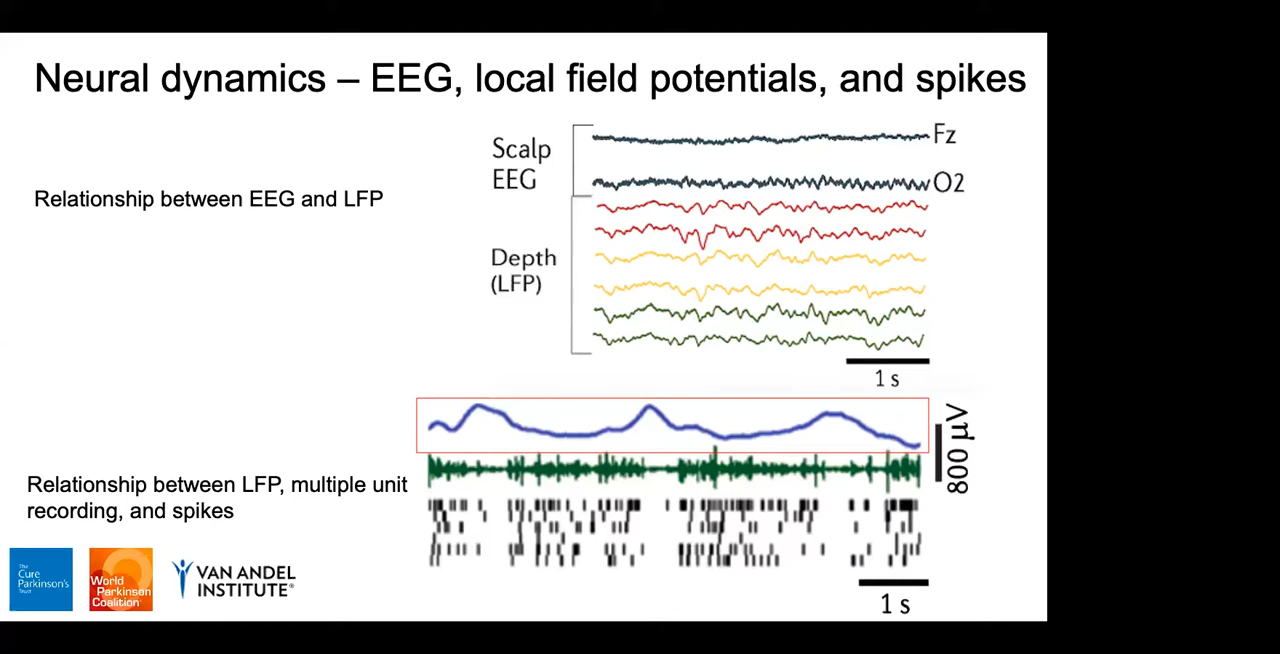 Neural dynamics – EEG, local field potentials, and spikes
Scalp
EEG
Fz
O2
Relationship between EEG and LFP
Depth
(LFP)
1 s
800 µV
Relationship between LFP, multiple unit
recording, and spikes
The
Cure
Parkinson's
Trust
World
Parkinson
Coalition
VAN ANDEL
INSTITUTE®
1 s